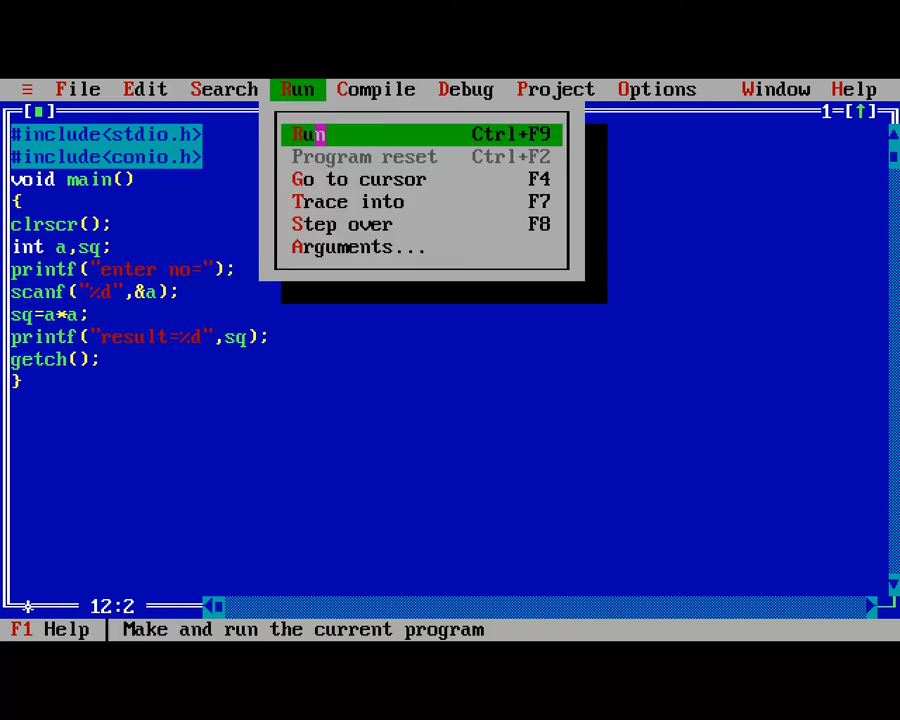 ≡ File Edit Search Run Compile Debug Project Options Window Help
1=[↑]
Run Ctrl+F9
Program reset Ctrl+F2
Go to cursor F4
Trace into F7
Step over F8
Arguments...
#include<stdio.h>
#include<conio.h>
void main()
{
clrscr();
int a,sq;
printf("enter no=");
scanf("%d",&a);
sq=a*a;
printf("result=%d",sq);
getch();
}
12:2
F1 Help Make and run the current program